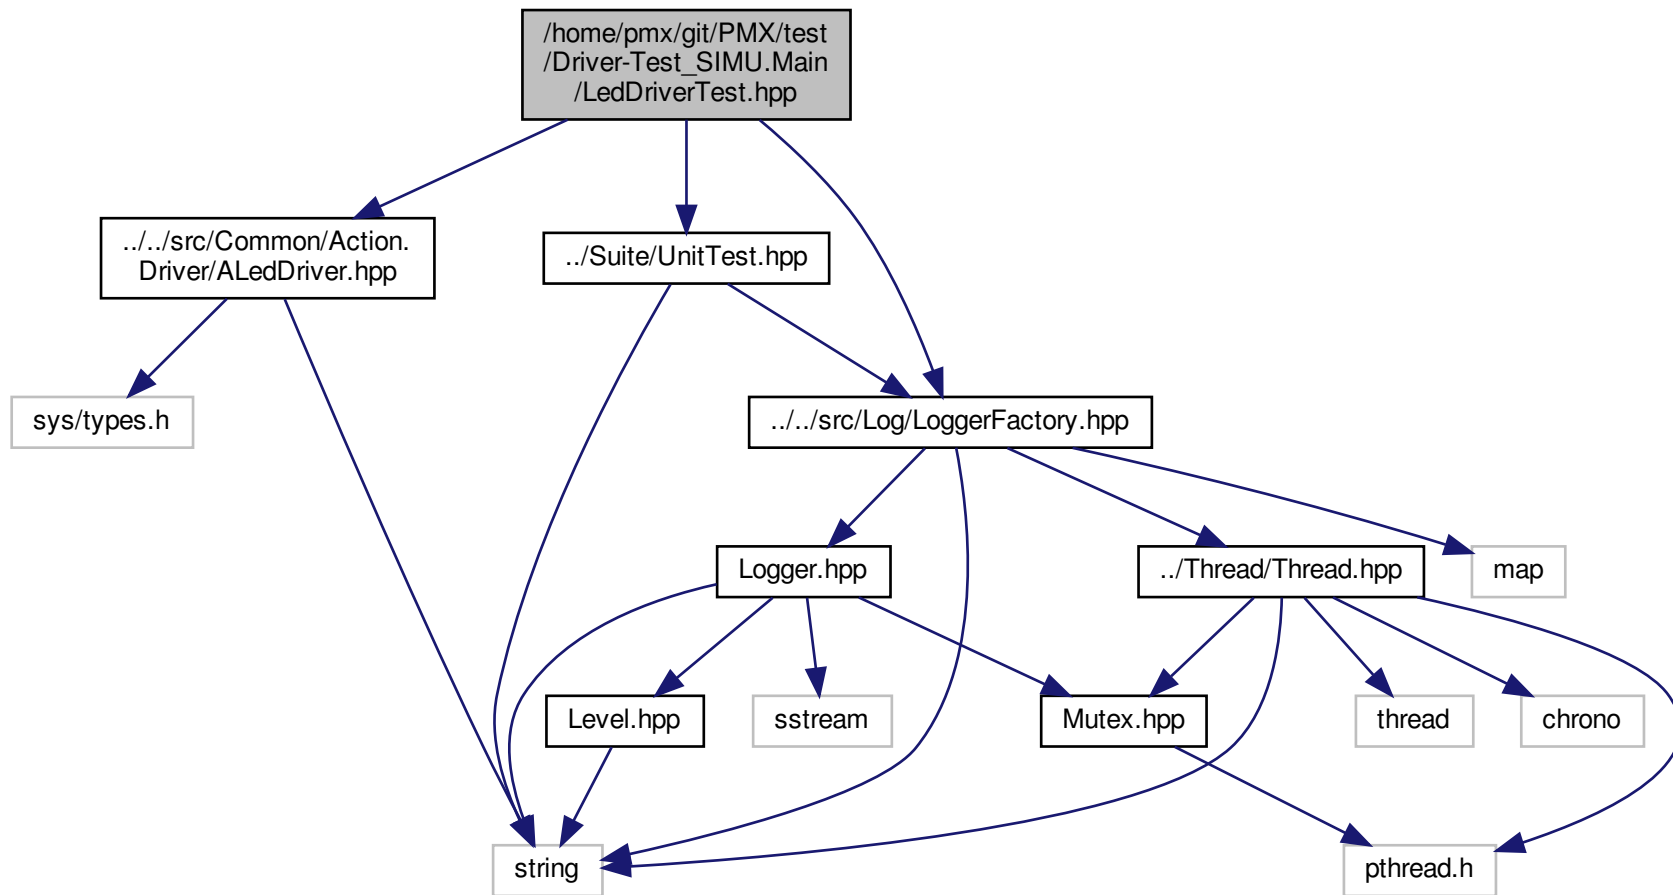 /home/pmx/git/PMX/test
/Driver-Test_SIMU.Main
/LedDriverTest.hpp
../../src/Common/Action.
Driver/ALedDriver.hpp
../Suite/UnitTest.hpp
sys/types.h
../../src/Log/LoggerFactory.hpp
Logger.hpp
../Thread/Thread.hpp
map
Level.hpp
sstream
Mutex.hpp
thread
chrono
string
pthread.h